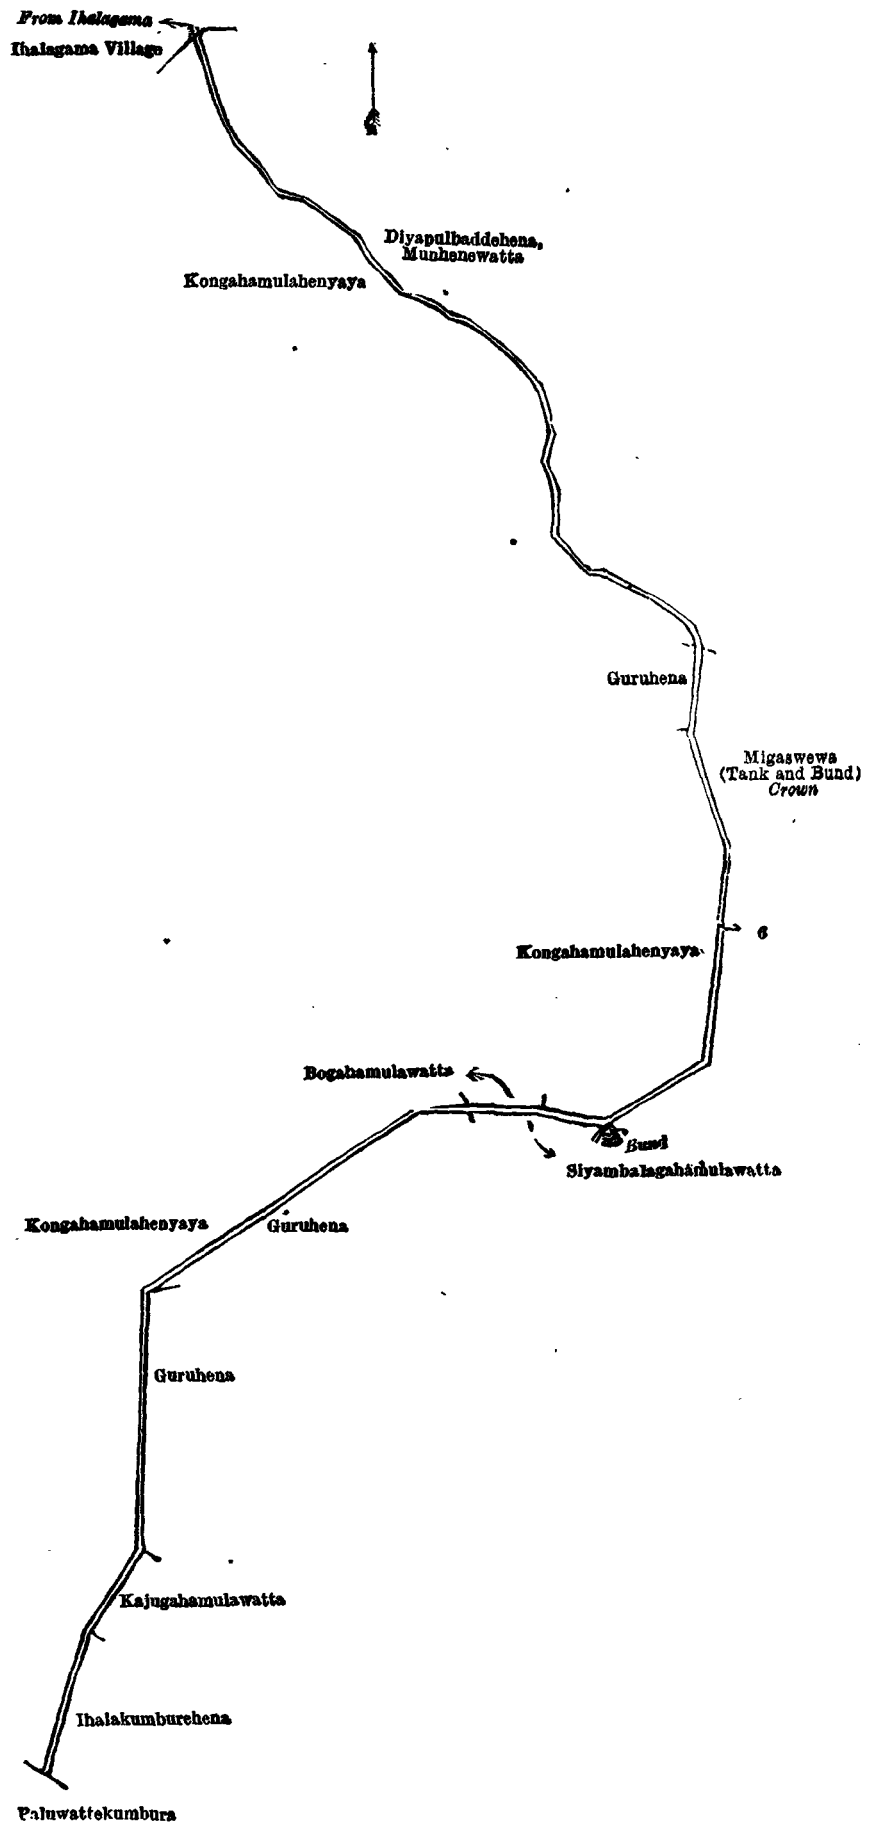 From Ihalagama
Ihalagama Village
Diyapulbaddehena,
Munhenewatta
Kongahamulahenyaya
Guruhena
Migaswewa
(Tank and Bund)
Crown
6
Kongahamulahenyaya
Bogahamulawatta
Bund
Siyambalagahamulawatta
Kongahamulahenyaya
Guruhena
Guruhena
Kajugahamulawatta
Ihalakumburehena
Paluwattekumbura